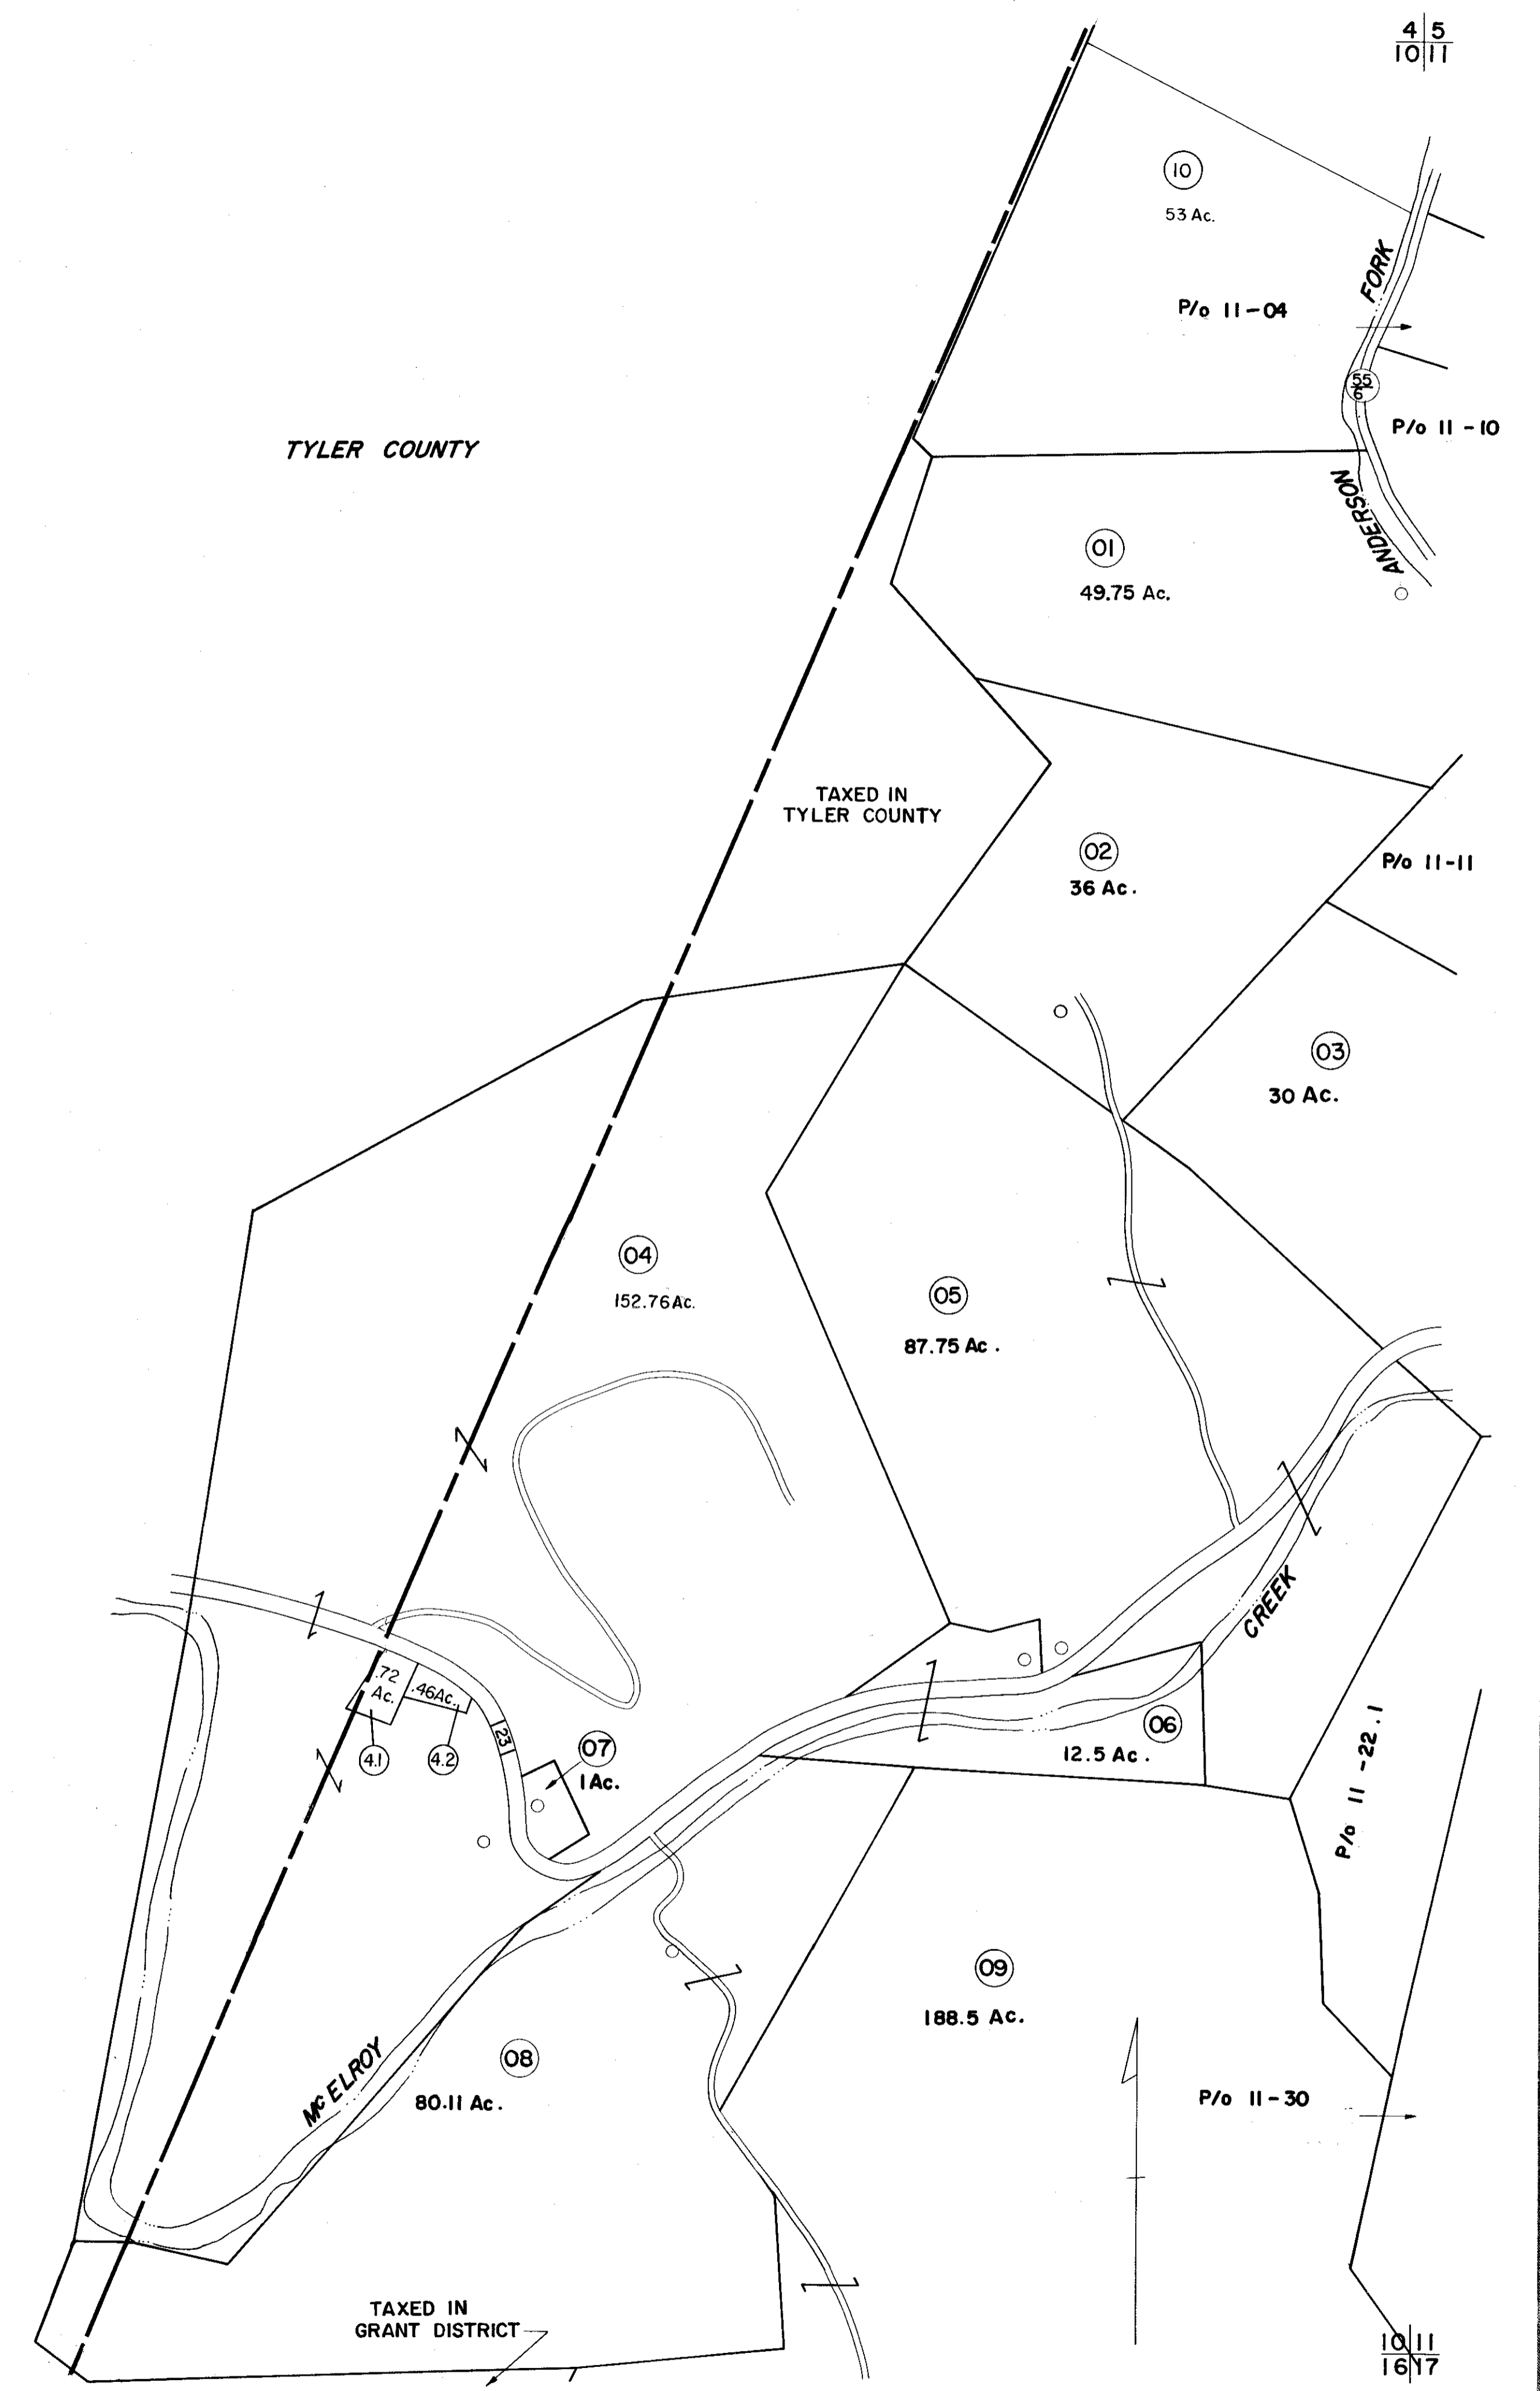 4 5
10 11
10
53 Ac.
P/o 11-04
FORK
55
6
P/o 11-10
TYLER COUNTY
ANDERSON
01
49.75 Ac.
TAXED IN
TYLER COUNTY
02
36 Ac.
P/o 11-11
03
30 Ac.
04
152.76 Ac.
05
87.75 Ac.
CREEK
.72
Ac.
.46 Ac.
4.1
4.2
23
07
1 Ac.
06
12.5 Ac.
P/o 11-22.1
09
188.5 Ac.
McELROY
08
80.11 Ac.
P/o 11-30
TAXED IN
GRANT DISTRICT
10 11
16 17